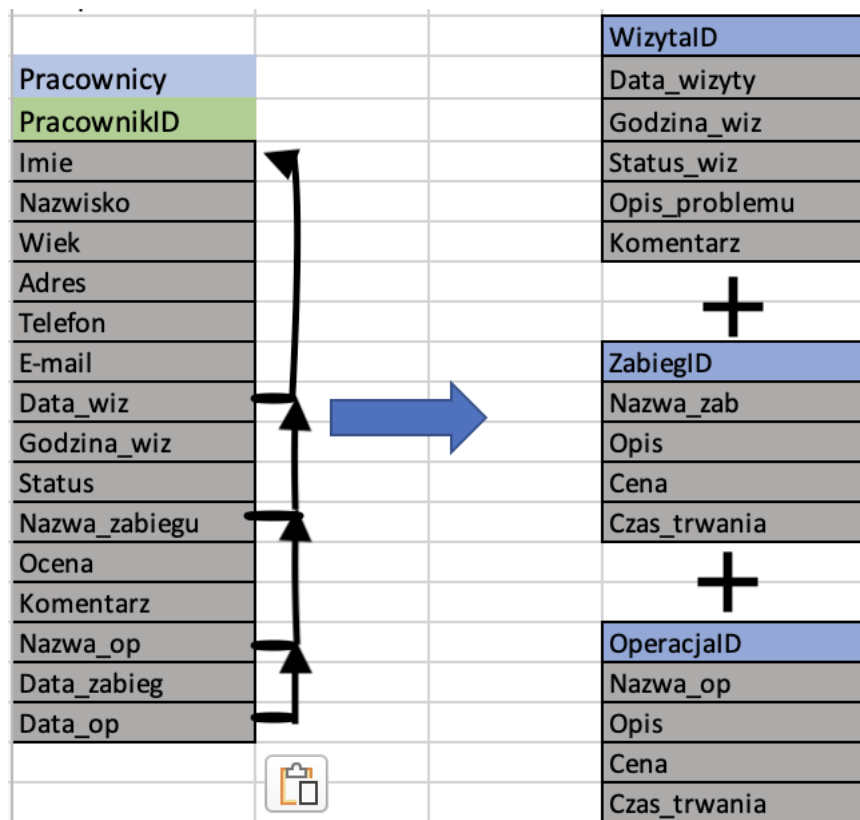 Pracownicy
PracownikID
Imie
Nazwisko
Wiek
Adres
Telefon
E-mail
Data_wiz
Godzina_wiz
Status
Nazwa_zabiegu
Ocena
Komentarz
Nazwa_op
Data_zabieg
Data_op
WizytaID
Data_wizyty
Godzina_wiz
Status_wiz
Opis_problemu
Komentarz
+
ZabiegID
Nazwa_zab
Opis
Cena
Czas_trwania
+
OperacjaID
Nazwa_op
Opis
Cena
Czas_trwania